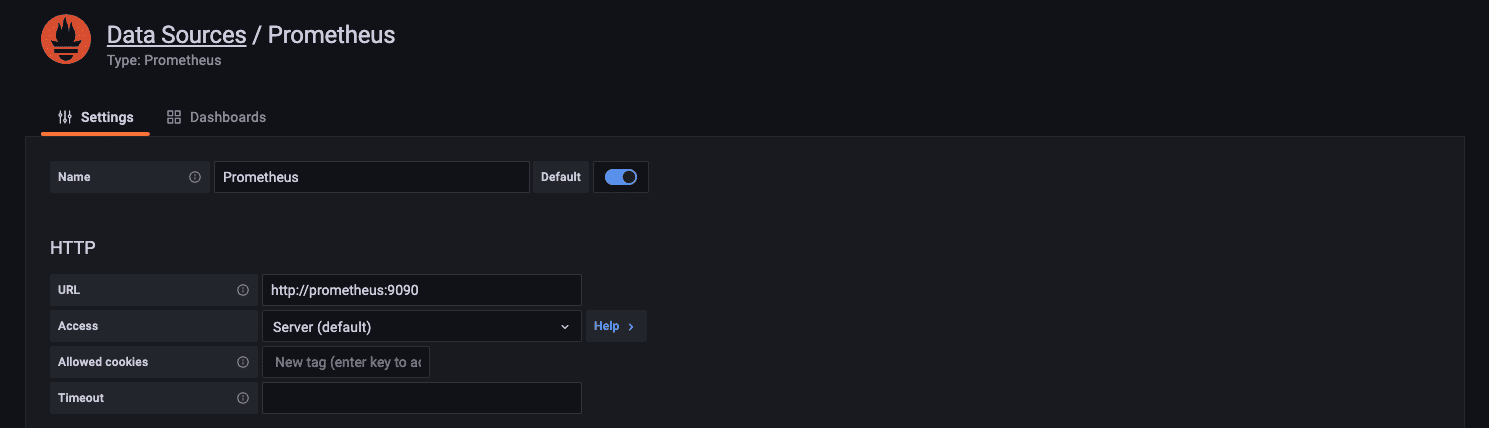 Data Sources / Prometheus
Type: Prometheus
Settings Dashboards
Name Prometheus Default
HTTP
URL http://prometheus:9090
Access Server (default) Help
Allowed cookies New tag (enter key to ac
Timeout